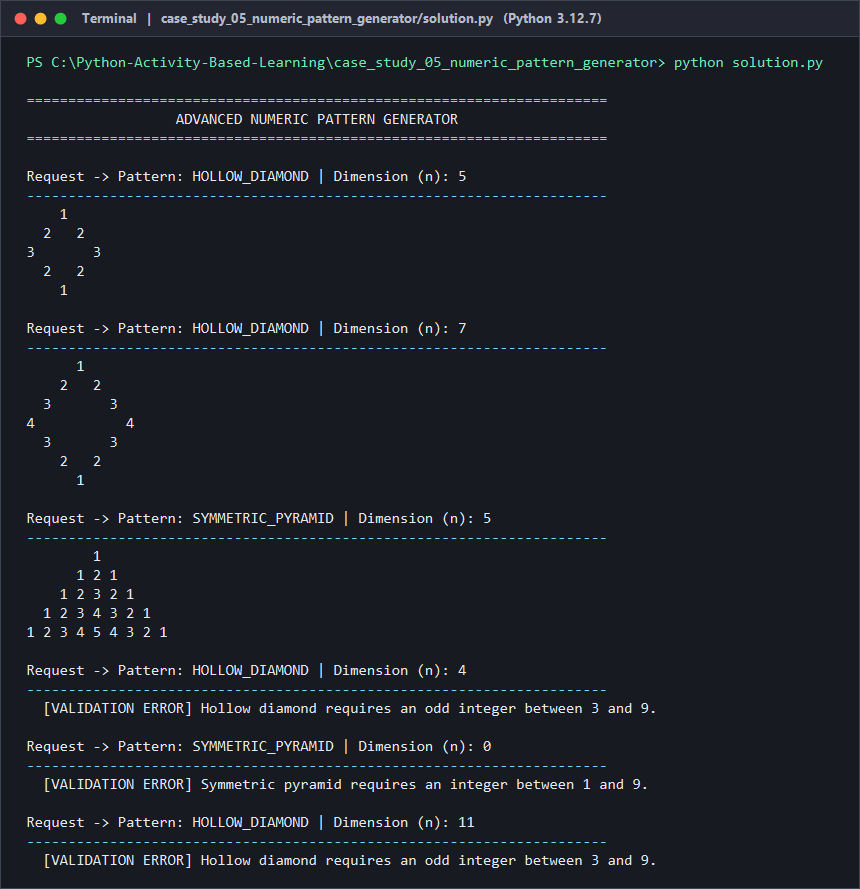 Terminal | case_study_05_numeric_pattern_generator/solution.py (Python 3.12.7)
PS C:\Python-Activity-Based-Learning\case_study_05_numeric_pattern_generator> python solution.py
======================================================================
                  ADVANCED NUMERIC PATTERN GENERATOR
======================================================================
Request -> Pattern: HOLLOW_DIAMOND | Dimension (n): 5
----------------------------------------------------------------------
    1
  2   2
3       3
  2   2
    1
Request -> Pattern: HOLLOW_DIAMOND | Dimension (n): 7
----------------------------------------------------------------------
      1
    2   2
  3       3
4           4
  3       3
    2   2
      1
Request -> Pattern: SYMMETRIC_PYRAMID | Dimension (n): 5
----------------------------------------------------------------------
        1
      1 2 1
    1 2 3 2 1
  1 2 3 4 3 2 1
1 2 3 4 5 4 3 2 1
Request -> Pattern: HOLLOW_DIAMOND | Dimension (n): 4
----------------------------------------------------------------------
  [VALIDATION ERROR] Hollow diamond requires an odd integer between 3 and 9.
Request -> Pattern: SYMMETRIC_PYRAMID | Dimension (n): 0
----------------------------------------------------------------------
  [VALIDATION ERROR] Symmetric pyramid requires an integer between 1 and 9.
Request -> Pattern: HOLLOW_DIAMOND | Dimension (n): 11
----------------------------------------------------------------------
  [VALIDATION ERROR] Hollow diamond requires an odd integer between 3 and 9.